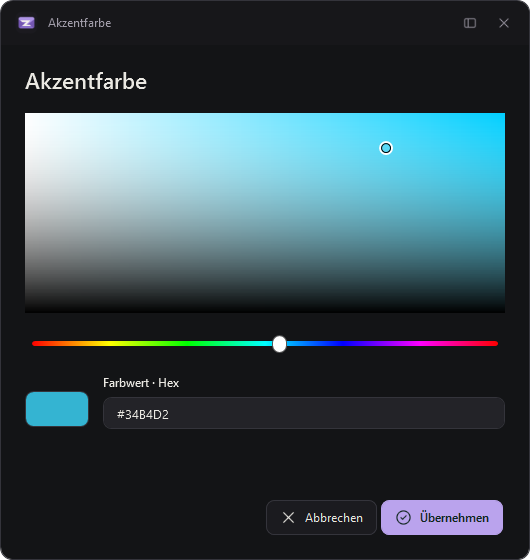 Akzentfarbe
Akzentfarbe
Farbwert · Hex
#34B4D2
Abbrechen
Übernehmen